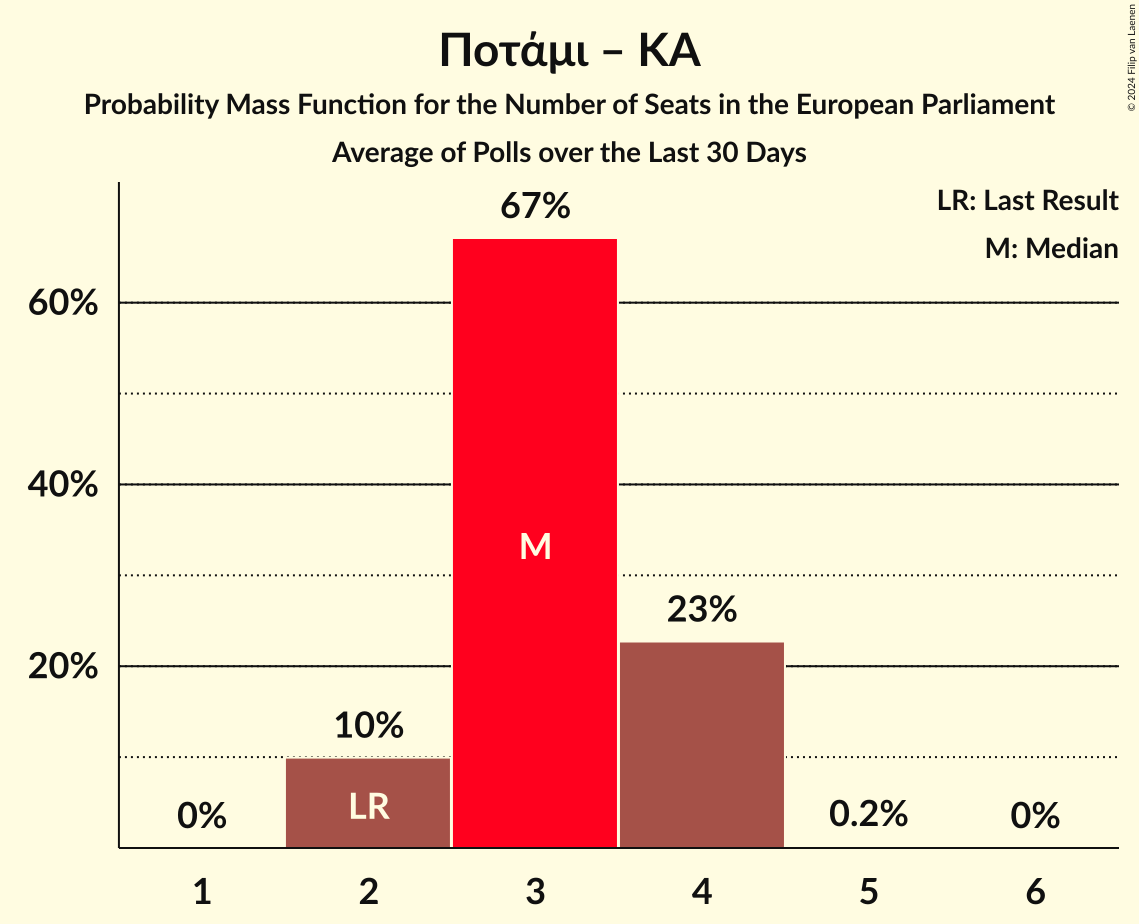 Ποτάμι – ΚΑ
Probability Mass Function for the Number of Seats in the European Parliament
Average of Polls over the Last 30 Days
© 2024 Filip van Laenen
LR: Last Result
M: Median
67%
60%
M
40%
23%
20%
10%
LR
0%
0.2%
0%
1 2 3 4 5 6